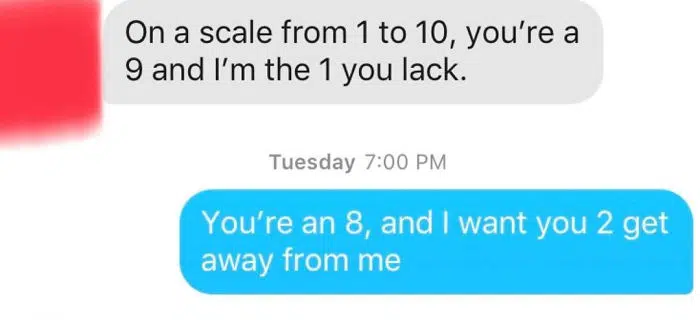 On a scale from 1 to 10, you’re a
9 and I’m the 1 you lack.
Tuesday 7:00 PM
You’re an 8, and I want you 2 get
away from me